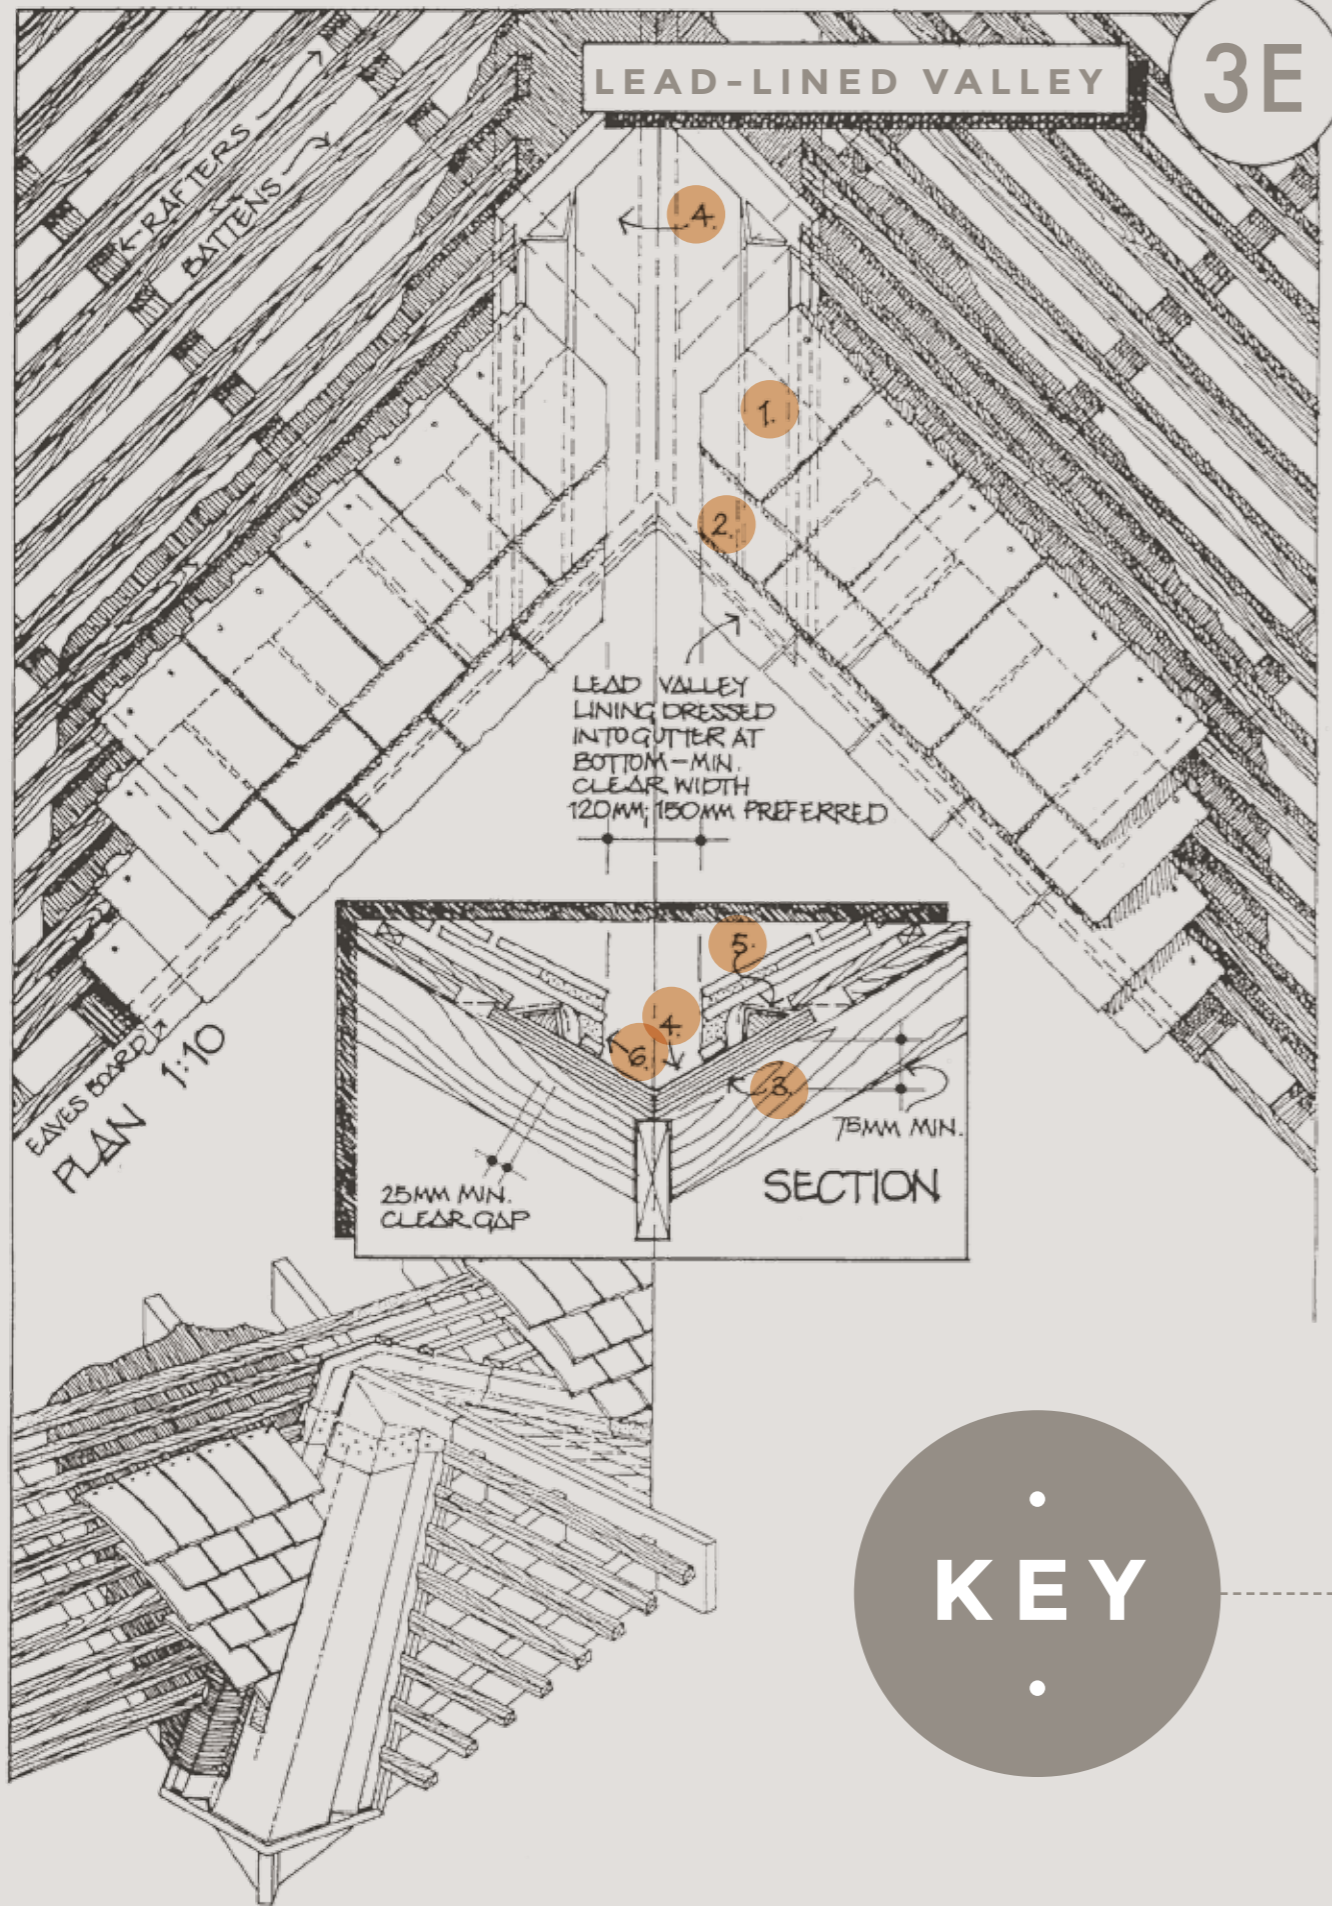 LEAD-LINED VALLEY
3E
RAFTERS
BATTENS
4.
1.
2.
LEAD VALLEY
LINING DRESSED
INTO GUTTER AT
BOTTOM-MIN.
CLEAR WIDTH
120MM; 150MM PREFERRED
5.
4.
6.
3.
75MM MIN.
SECTION
25MM MIN.
CLEAR GAP
EAVES BOARD
PLAN 1:10
KEY